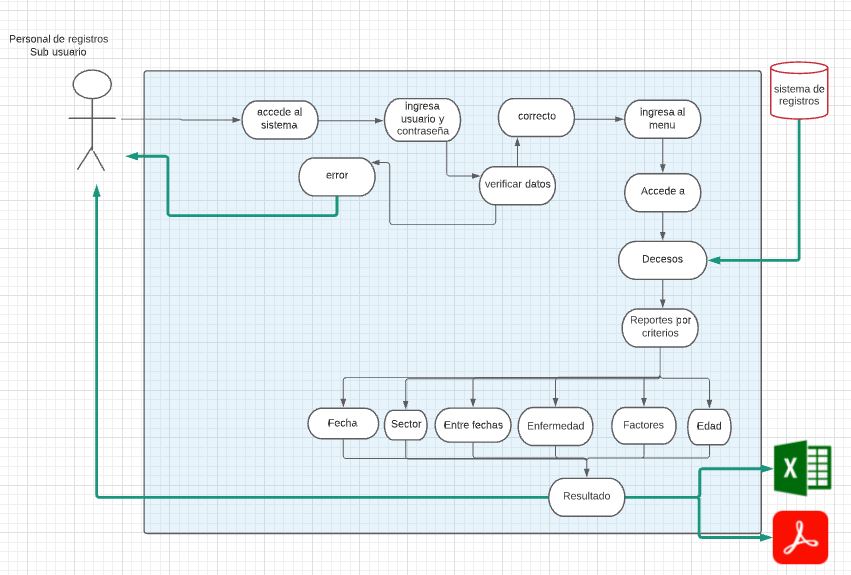 Personal de registros
Sub usuario
accede al
sistema
ingresa
usuario y
contraseña
correcto
ingresa al
menu
sistema de
registros
error
verificar datos
Accede a
Decesos
Reportes por
criterios
Fecha
Sector
Entre fechas
Enfermedad
Factores
Edad
Resultado
X